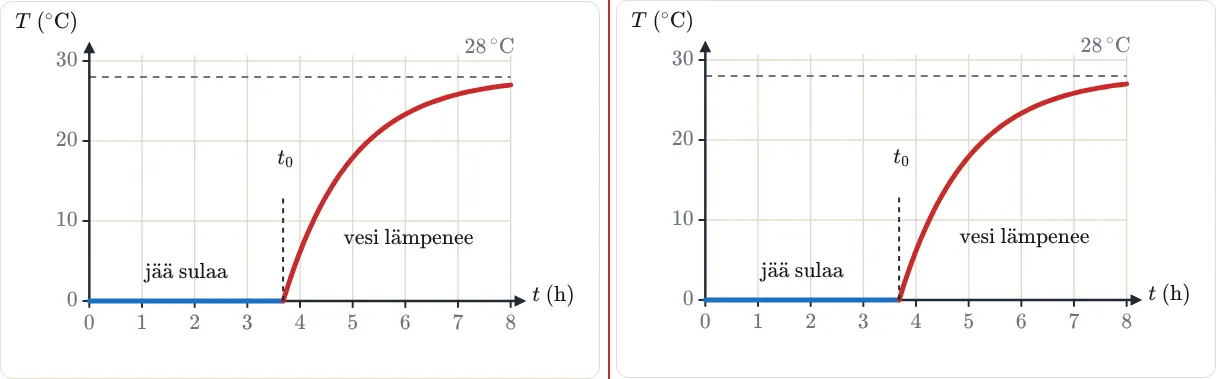 T (°C)
28 °C
30
20
t₀
10
vesi lämpenee
jää sulaa
0
t (h)
0 1 2 3 4 5 6 7 8
T (°C)
28 °C
30
20
t₀
10
vesi lämpenee
jää sulaa
0
t (h)
0 1 2 3 4 5 6 7 8